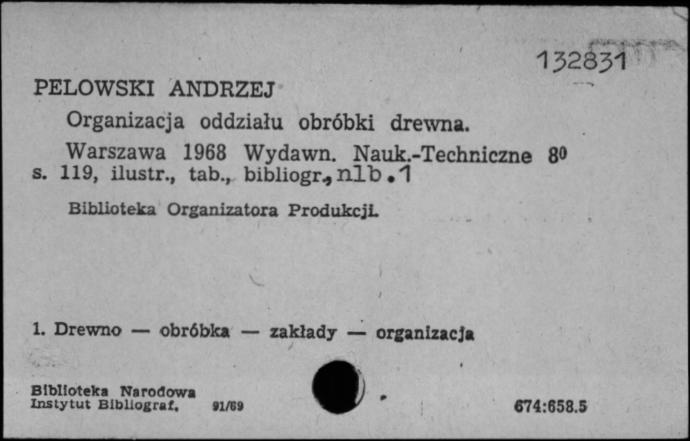 132831
PELOWSKI ANDRZEJ
Organizacja oddziału obróbki drewna.
Warszawa 1968 Wydawn. Nauk.-Techniczne 8⁰
s. 119, ilustr., tab., bibliogr., nlb.1
Biblioteka Organizatora Produkcji.
1. Drewno — obróbka — zakłady — organizacja
Biblioteka Narodowa
Instytut Bibliograf. 91/69 674:658.5